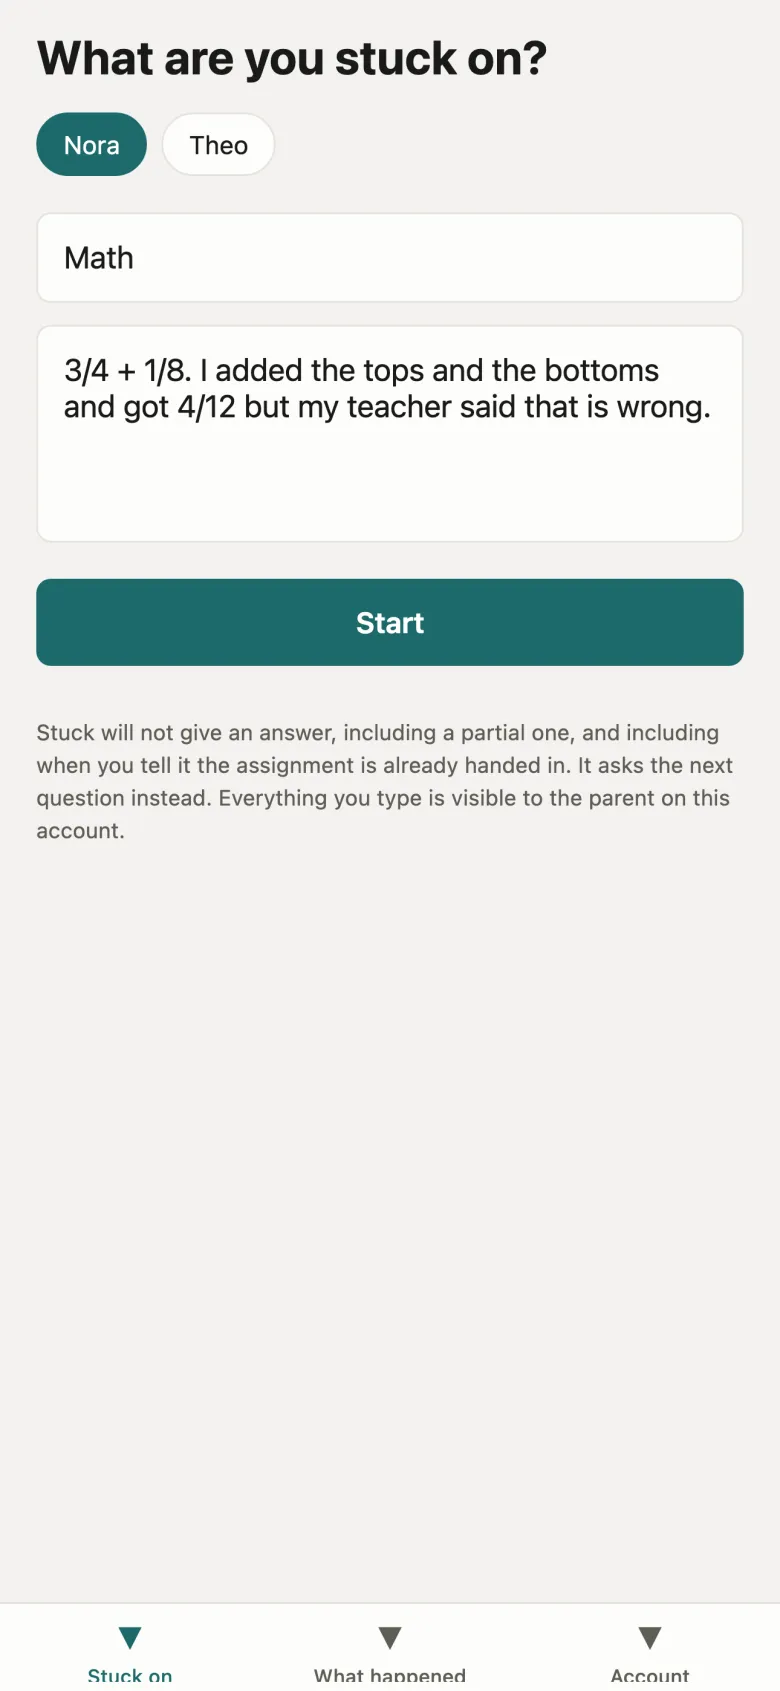 What are you stuck on?
Nora
Theo
Math
3/4 + 1/8. I added the tops and the bottoms
and got 4/12 but my teacher said that is wrong.
Start
Stuck will not give an answer, including a partial one, and including
when you tell it the assignment is already handed in. It asks the next
question instead. Everything you type is visible to the parent on this
account.
Stuck on
What happened
Account